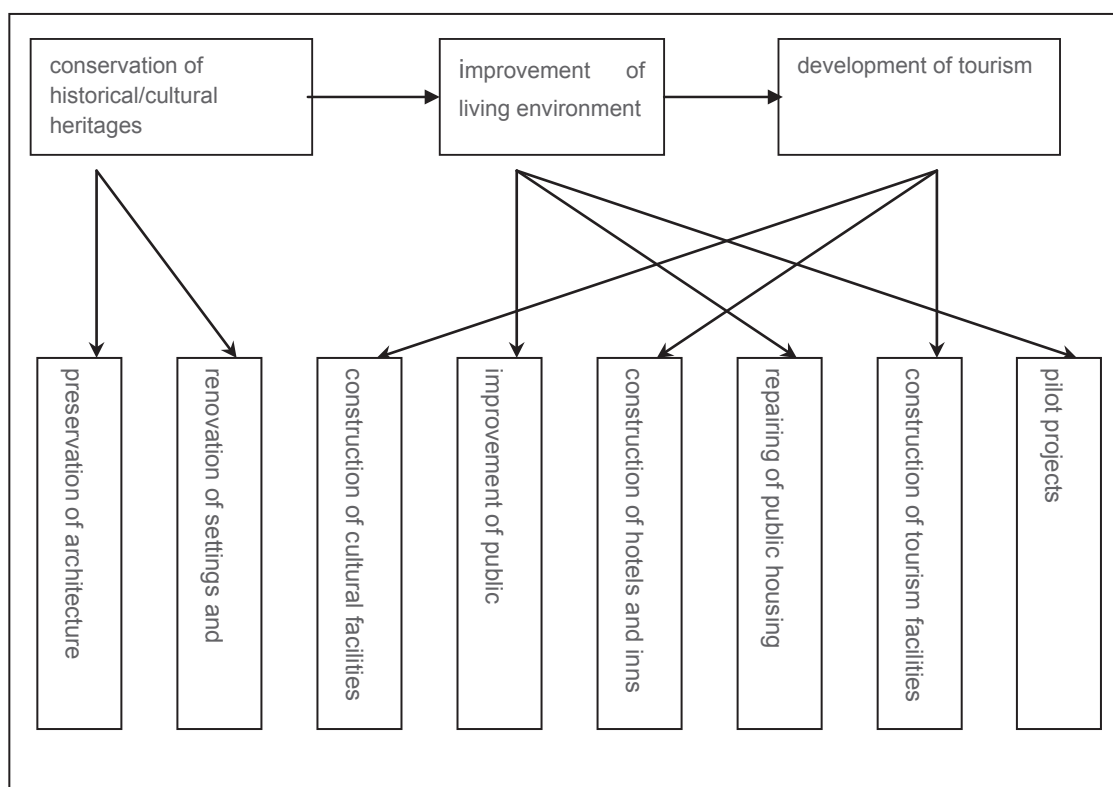 conservation of
historical/cultural
heritages
improvement of
living environment
development of tourism
preservation of architecture
renovation of settings and
construction of cultural facilities
improvement of public
construction of hotels and inns
repairing of public housing
construction of tourism facilities
pilot projects